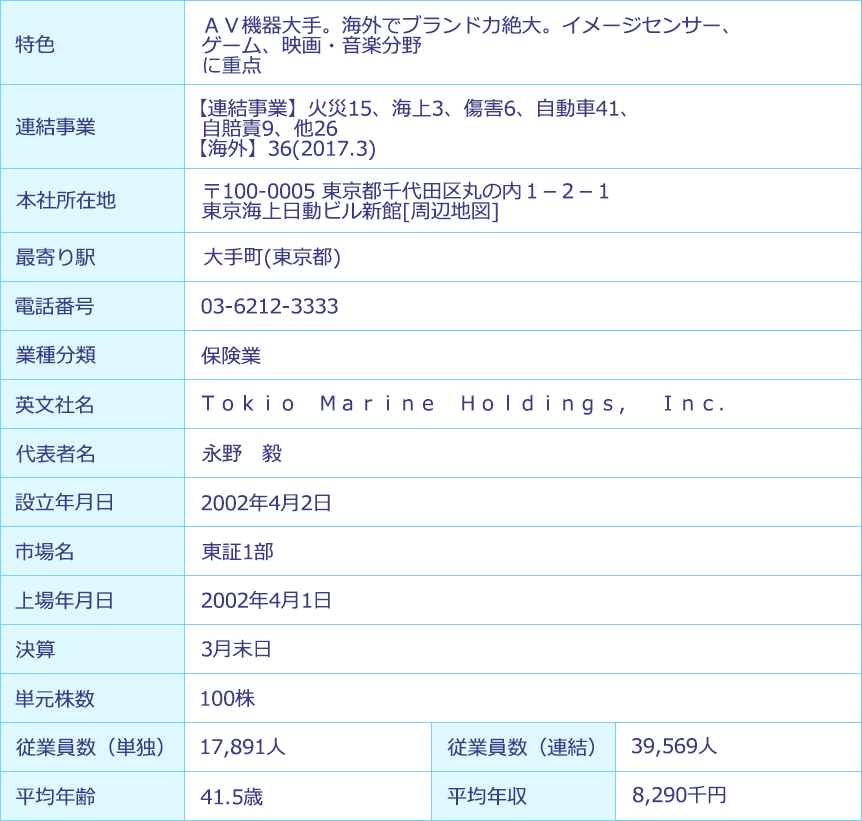 特色
ＡＶ機器大手。海外でブランド力絶大。イメージセンサー、
ゲーム、映画・音楽分野
に重点
連結事業
【連結事業】火災15、海上3、傷害6、自動車41、
自賠責9、他26
【海外】36(2017.3)
本社所在地
〒100-0005 東京都千代田区丸の内１－２－１
東京海上日動ビル新館[周辺地図]
最寄り駅
大手町(東京都)
電話番号
03-6212-3333
業種分類
保険業
英文社名
Ｔｏｋｉｏ　Ｍａｒｉｎｅ　Ｈｏｌｄｉｎｇｓ，　Ｉｎｃ．
代表者名
永野　毅
設立年月日
2002年4月2日
市場名
東証1部
上場年月日
2002年4月1日
決算
3月末日
単元株数
100株
従業員数（単独）
17,891人
従業員数（連結）
39,569人
平均年齢
41.5歳
平均年収
8,290千円